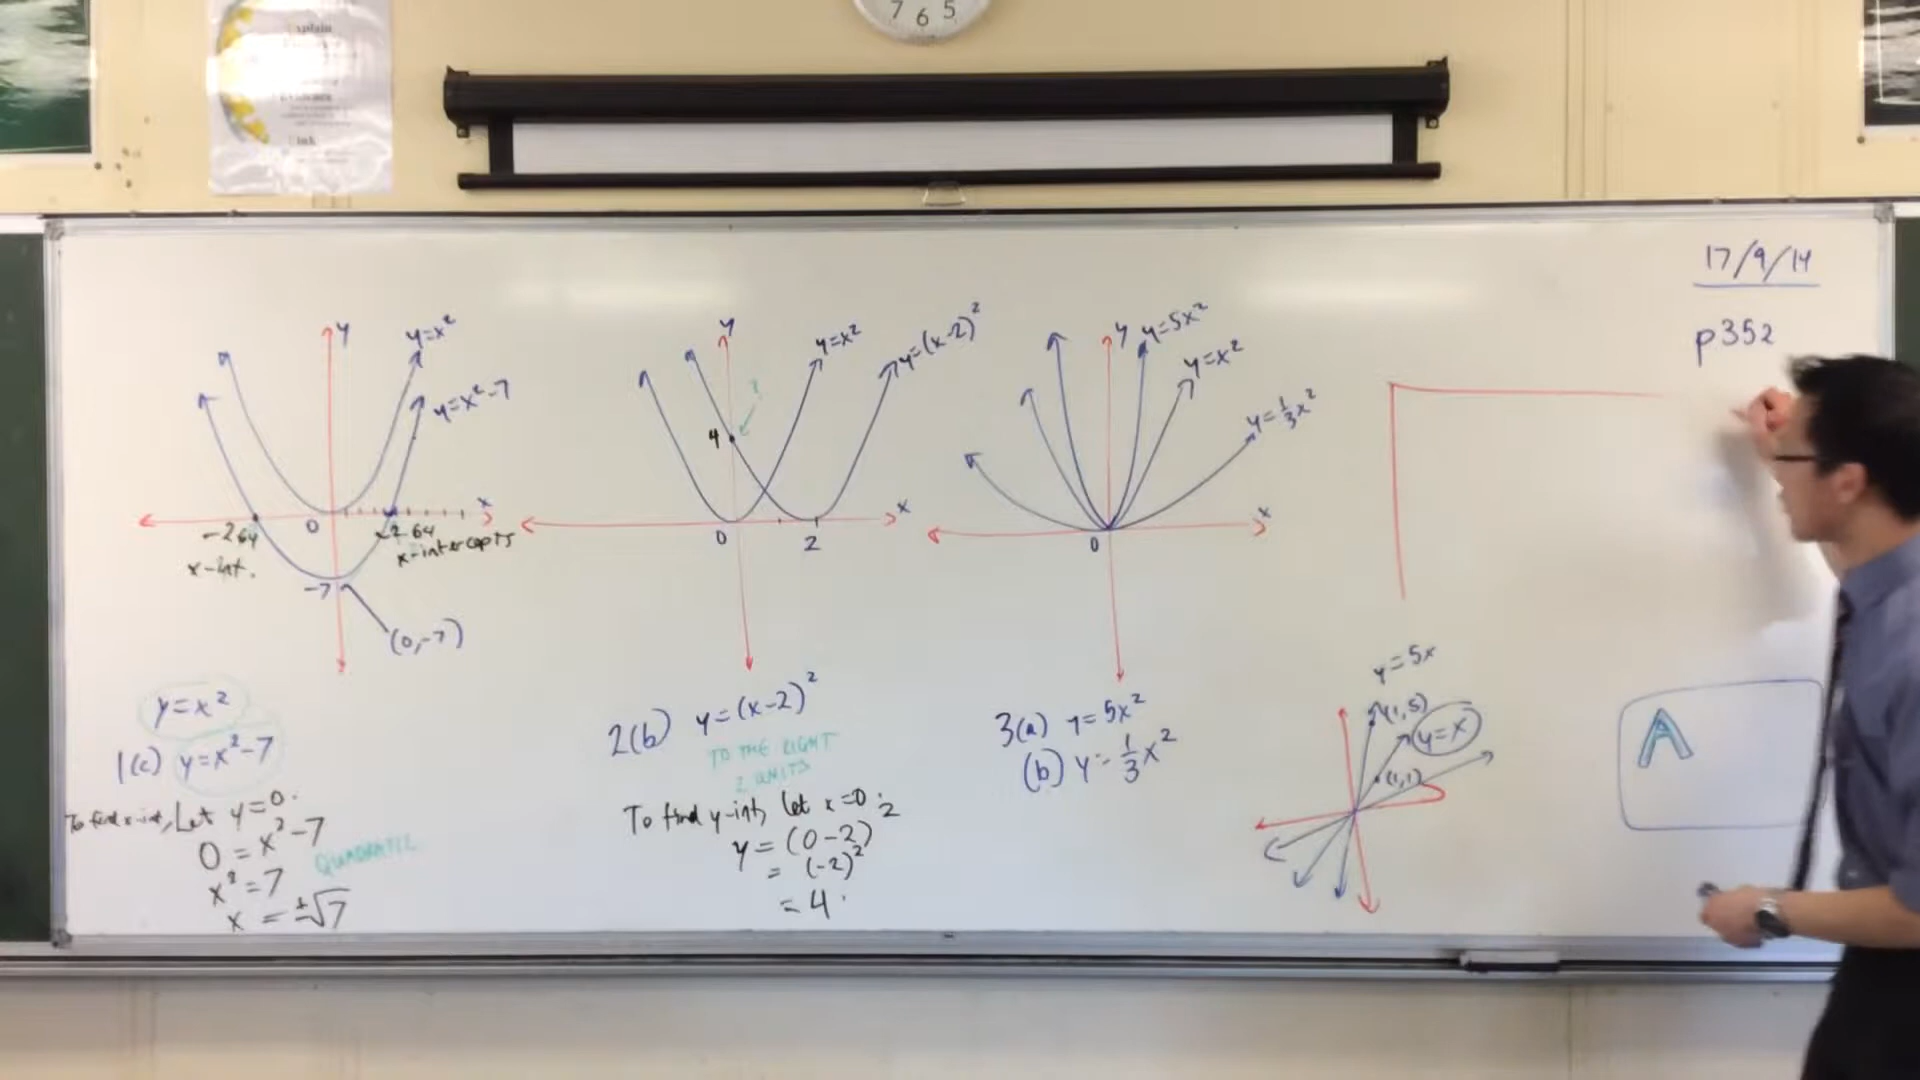 7 6 5
17/9/14
p352
y
y=x²
y=x²-7
x
0
-2.64
x-int.
2.64
x-intercepts
-7
(0,-7)
y=x²
1(c) y=x²-7
To find x-int, Let y=0.
0 = x²-7
x² = 7
x = ±√7
QUADRATIC
y
y=x²
y=(x-2)²
?
4
x
0
2
2(b) y=(x-2)²
TO THE RIGHT
2 UNITS
To find y-int, let x=0:
y = (0-2)²
= (-2)²
= 4.
y
y=5x²
y=x²
y=⅓x²
x
0
3(a) y=5x²
(b) y=⅓x²
y=5x
(1,5)
y=x
(1,1)
A